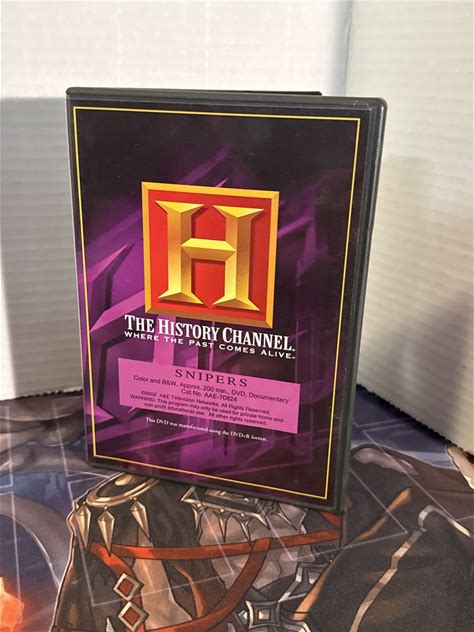 H
THE HISTORY CHANNEL.
WHERE THE PAST COMES ALIVE.™
SNIPERS
Color and B&W, Approx. 200 min., DVD, Documentary
Cat No. AAE-70824
©2002 A&E Television Networks. All Rights Reserved.
WARNING: This program may only be used for private home and
non-profit educational use. All other rights reserved.
This DVD was manufactured using the DVD+R format.